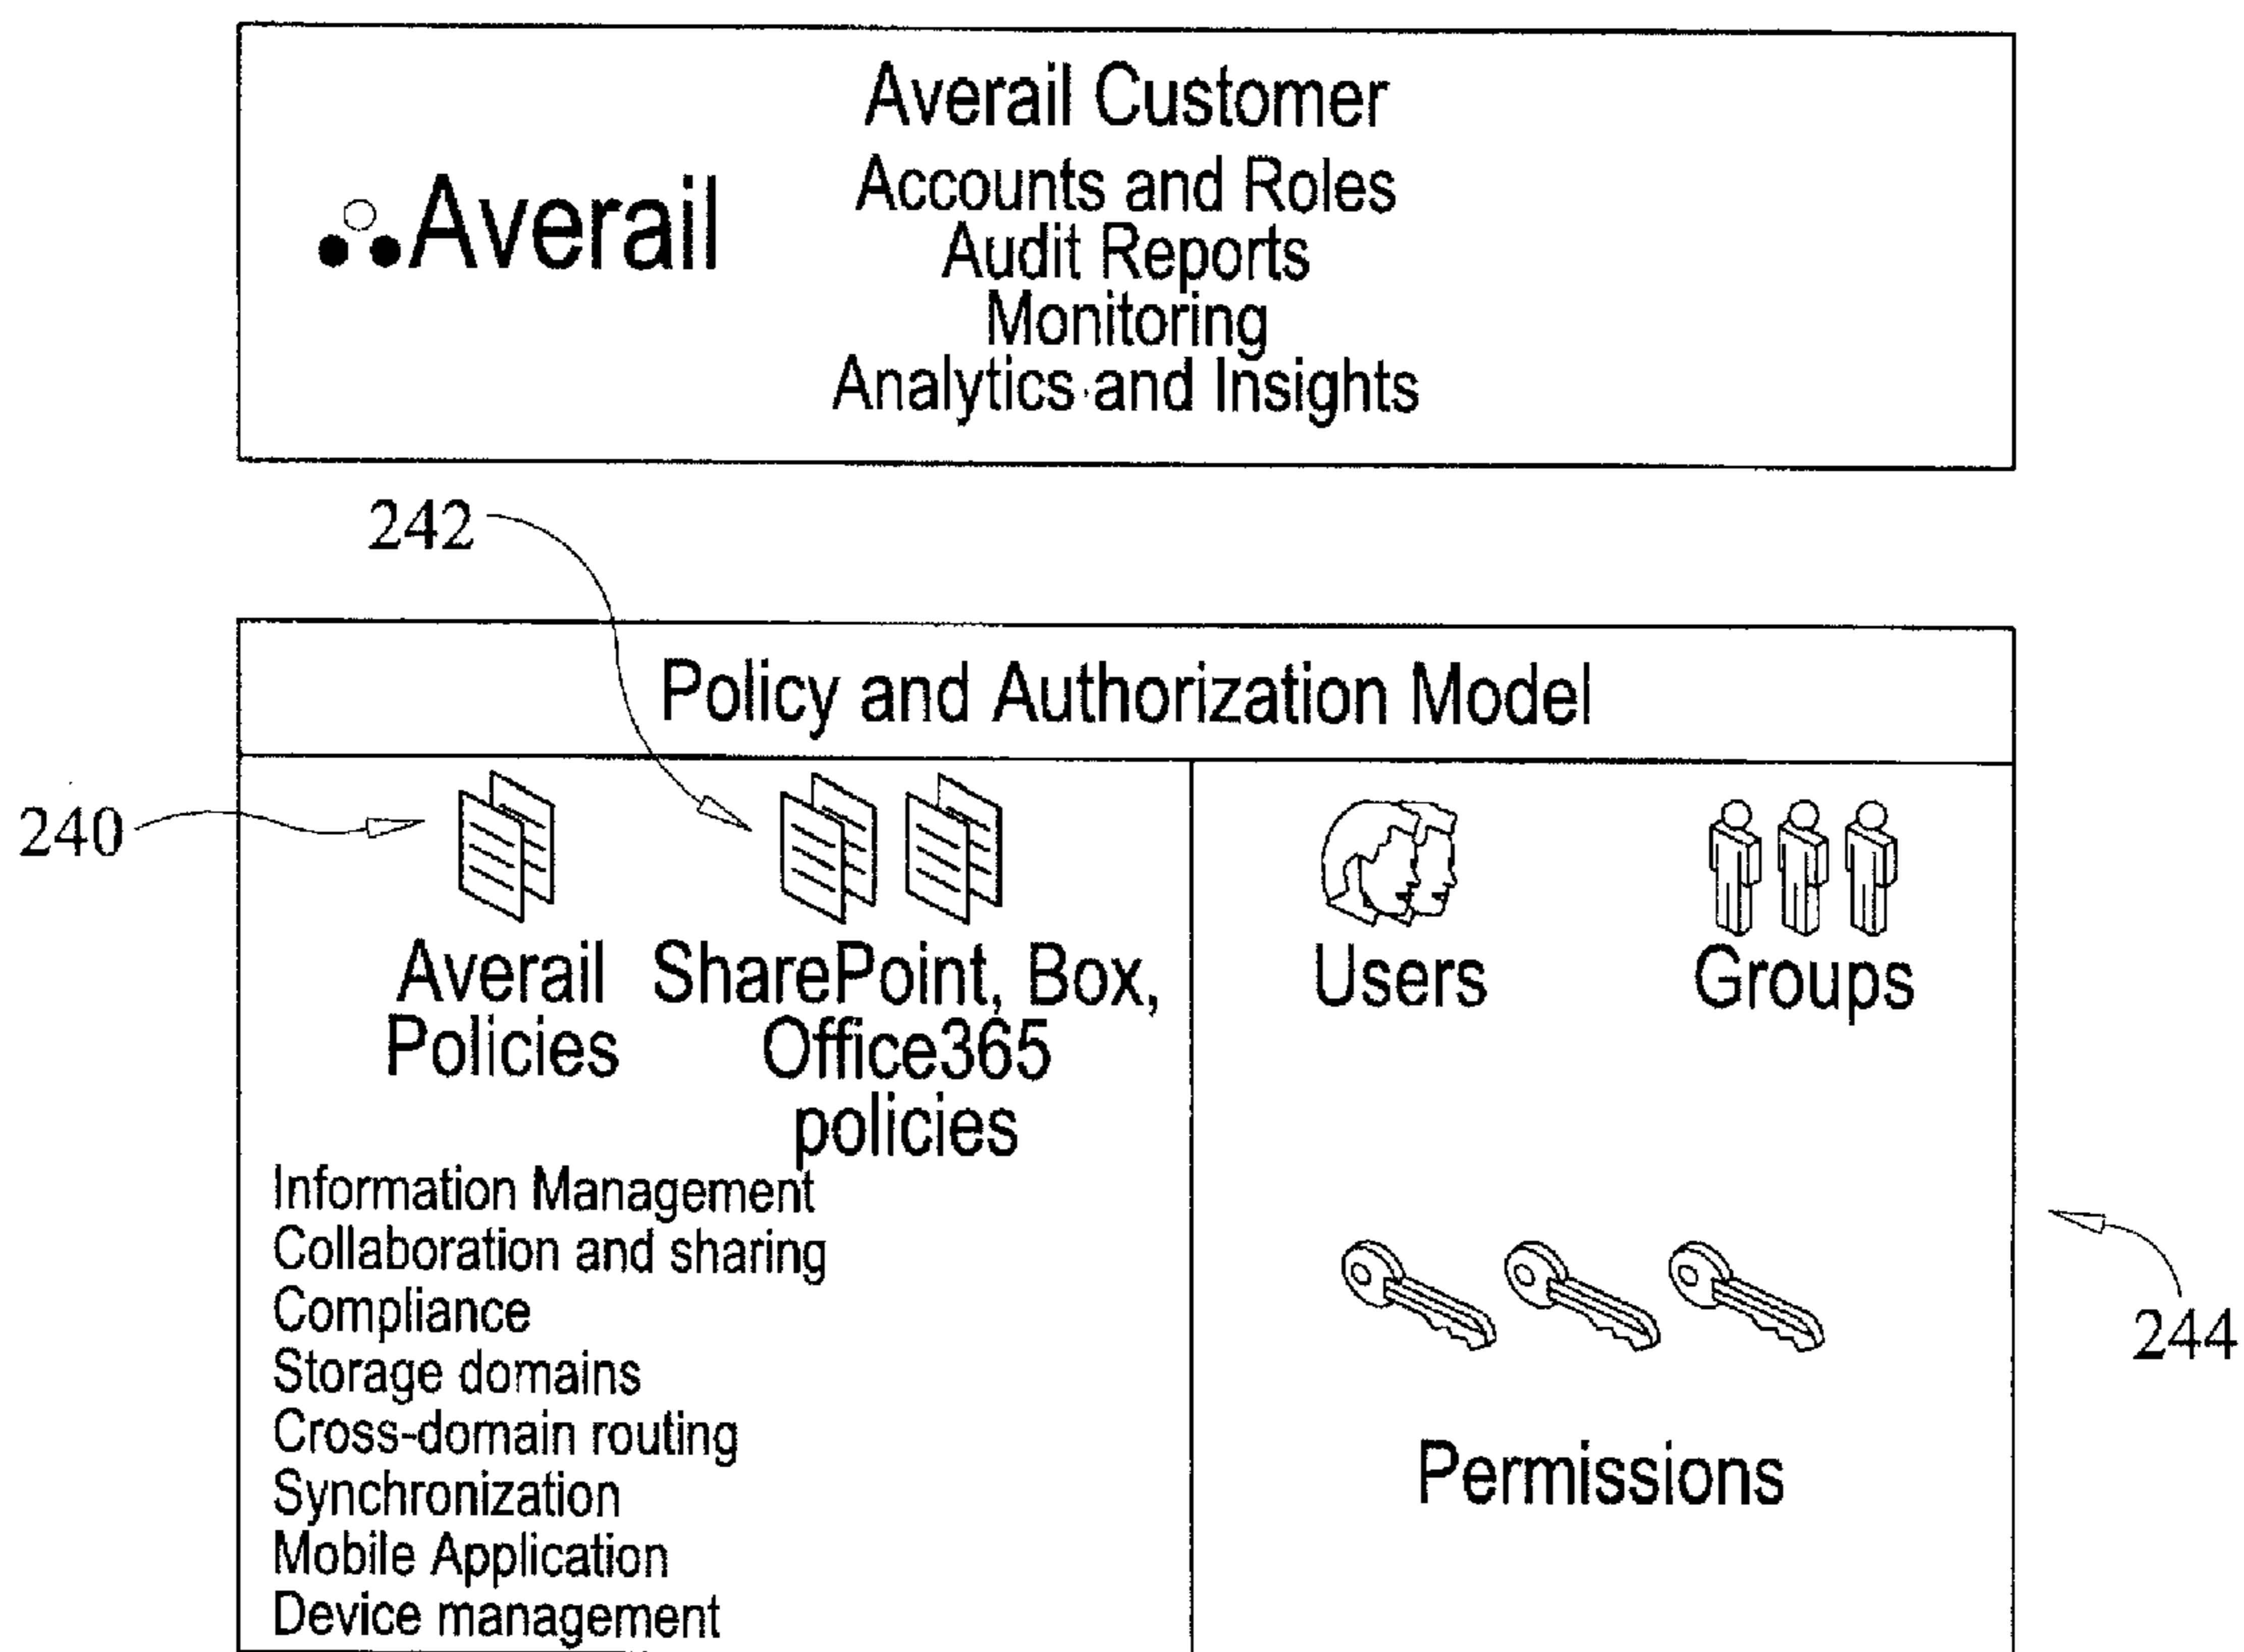 Averail Customer
Averail
Accounts and Roles
Audit Reports
Monitoring
Analytics and Insights
242
Policy and Authorization Model
240
Averail
Policies
SharePoint, Box,
Office365
policies
Users
Groups
Information Management
Collaboration and sharing
Compliance
Storage domains
Cross-domain routing
Synchronization
Mobile Application
Device management
Permissions
244